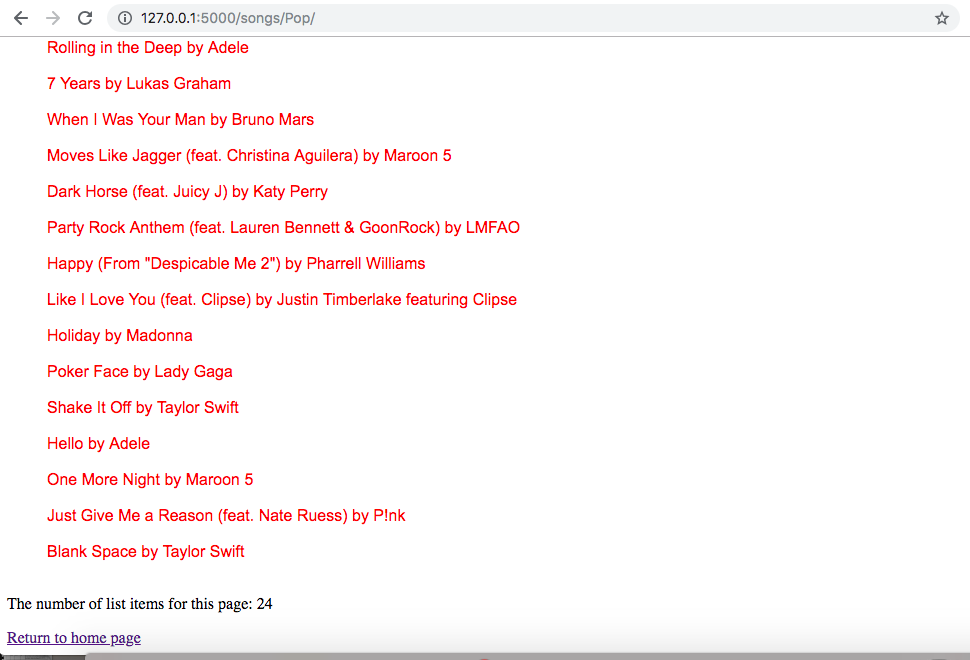 127.0.0.1:5000/songs/Pop/
Rolling in the Deep by Adele
7 Years by Lukas Graham
When I Was Your Man by Bruno Mars
Moves Like Jagger (feat. Christina Aguilera) by Maroon 5
Dark Horse (feat. Juicy J) by Katy Perry
Party Rock Anthem (feat. Lauren Bennett & GoonRock) by LMFAO
Happy (From "Despicable Me 2") by Pharrell Williams
Like I Love You (feat. Clipse) by Justin Timberlake featuring Clipse
Holiday by Madonna
Poker Face by Lady Gaga
Shake It Off by Taylor Swift
Hello by Adele
One More Night by Maroon 5
Just Give Me a Reason (feat. Nate Ruess) by P!nk
Blank Space by Taylor Swift
The number of list items for this page: 24
Return to home page